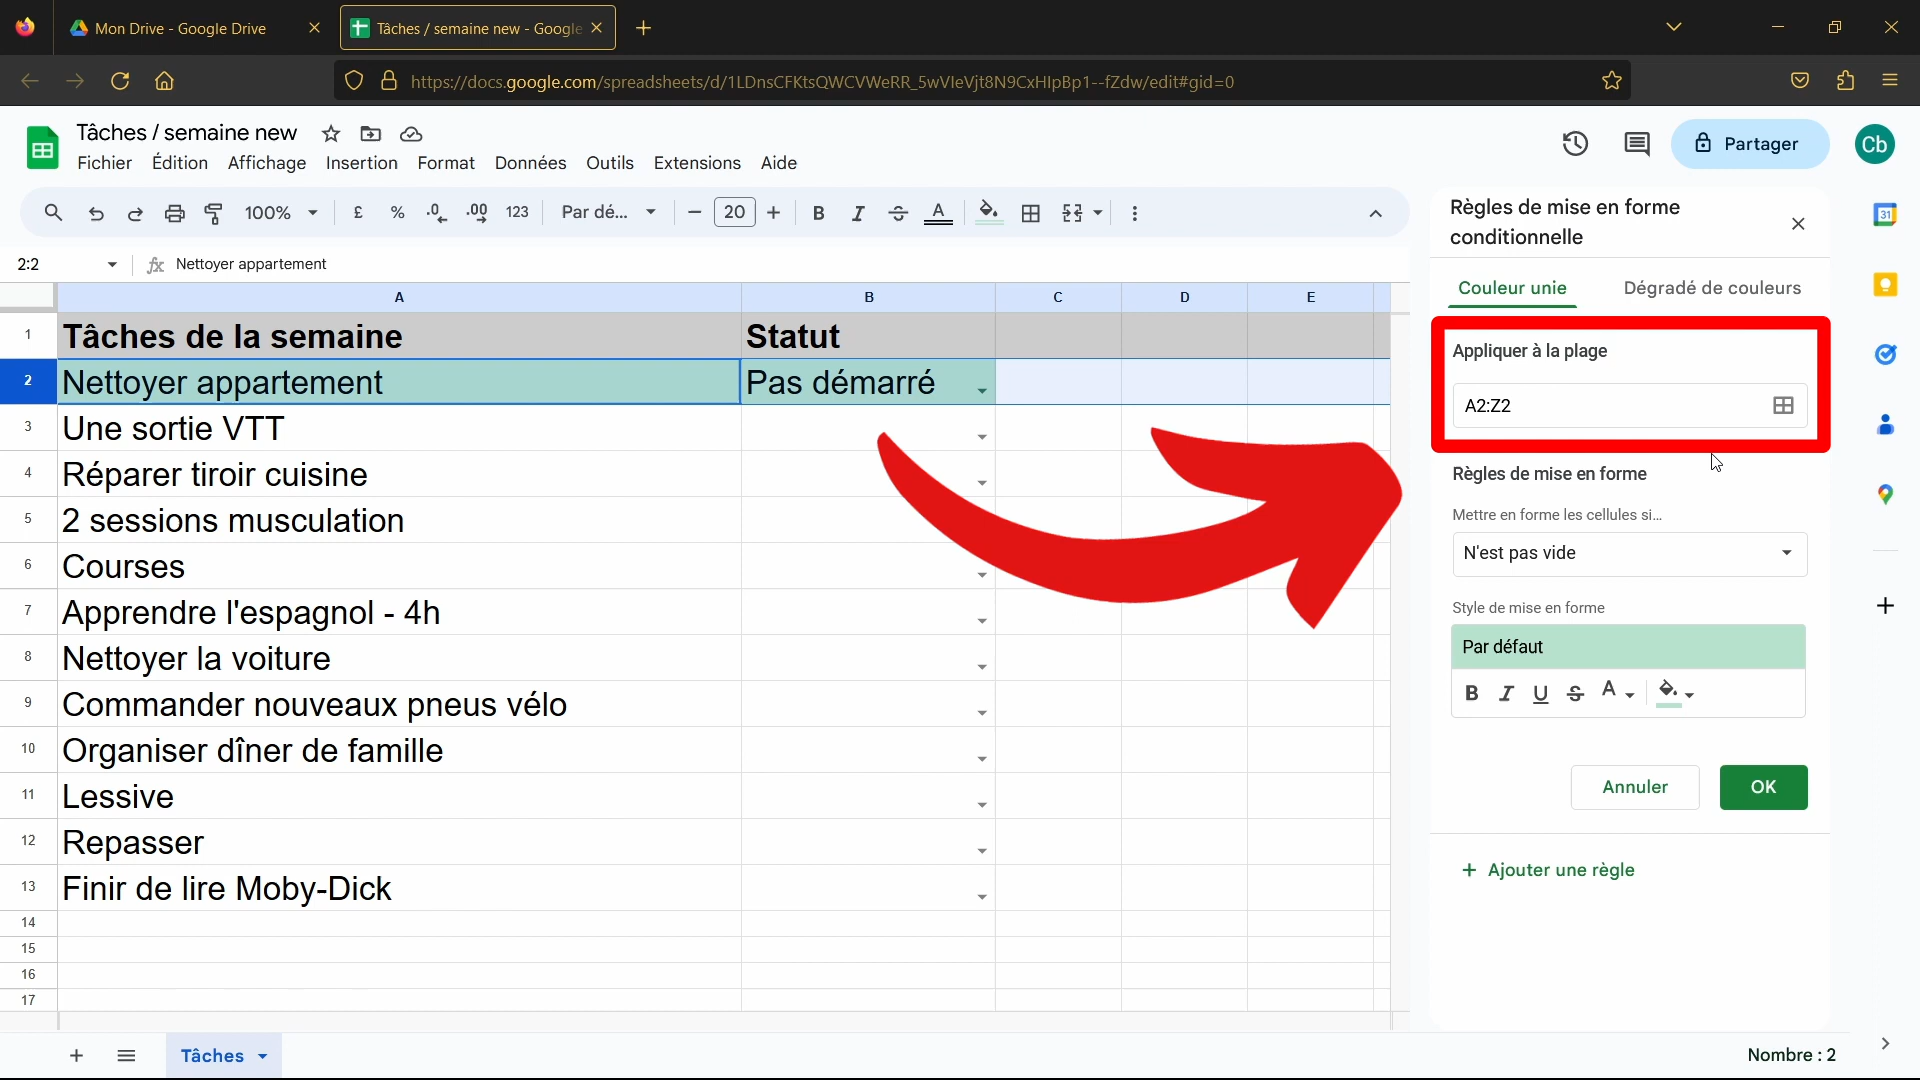 Mon Drive - Google Drive
Tâches / semaine new - Google
https://docs.google.com/spreadsheets/d/1LDnsCFKtsQWCVWeRR_5wVIeVjt8N9CxHIpBp1--fZdw/edit#gid=0
Tâches / semaine new
Fichier Édition Affichage Insertion Format Données Outils Extensions Aide
Partager
Cb
100% £ % .0 .00 123 Par dé... 20 B I S A
2:2 fx Nettoyer appartement
A B C D E
1 Tâches de la semaine Statut
2 Nettoyer appartement Pas démarré
3 Une sortie VTT
4 Réparer tiroir cuisine
5 2 sessions musculation
6 Courses
7 Apprendre l'espagnol - 4h
8 Nettoyer la voiture
9 Commander nouveaux pneus vélo
10 Organiser dîner de famille
11 Lessive
12 Repasser
13 Finir de lire Moby-Dick
14
15
16
17
Tâches
Règles de mise en forme
conditionnelle
Couleur unie Dégradé de couleurs
Appliquer à la plage
A2:Z2
Règles de mise en forme
Mettre en forme les cellules si...
N'est pas vide
Style de mise en forme
Par défaut
B I U S A
Annuler OK
+ Ajouter une règle
Nombre : 2
31